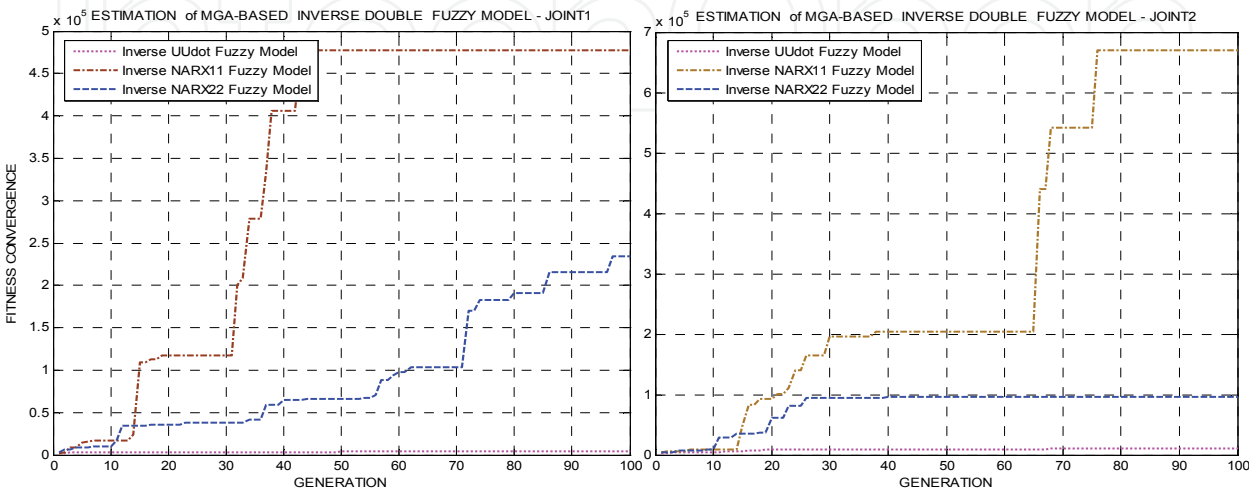 x 10⁵ ESTIMATION of MGA-BASED INVERSE DOUBLE FUZZY MODEL - JOINT1
Inverse UUdot Fuzzy Model
Inverse NARX11 Fuzzy Model
Inverse NARX22 Fuzzy Model
5
4.5
4
3.5
3
2.5
2
1.5
1
0.5
0
FITNESS CONVERGENCE
0 10 20 30 40 50 60 70 80 90 100
GENERATION
x 10⁵ ESTIMATION of MGA-BASED INVERSE DOUBLE FUZZY MODEL - JOINT2
Inverse UUdot Fuzzy Model
Inverse NARX11 Fuzzy Model
Inverse NARX22 Fuzzy Model
7
6
5
4
3
2
1
0
0 10 20 30 40 50 60 70 80 90 100
GENERATION